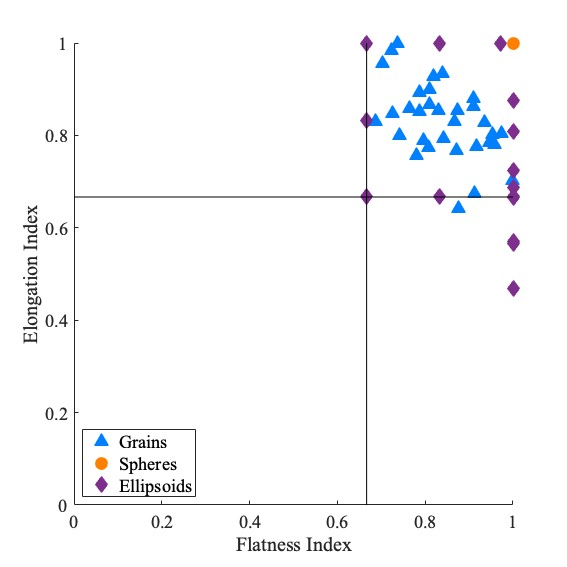 1
0.8
0.6
0.4
0.2
0
0 0.2 0.4 0.6 0.8 1
Elongation Index
Flatness Index
Grains
Spheres
Ellipsoids